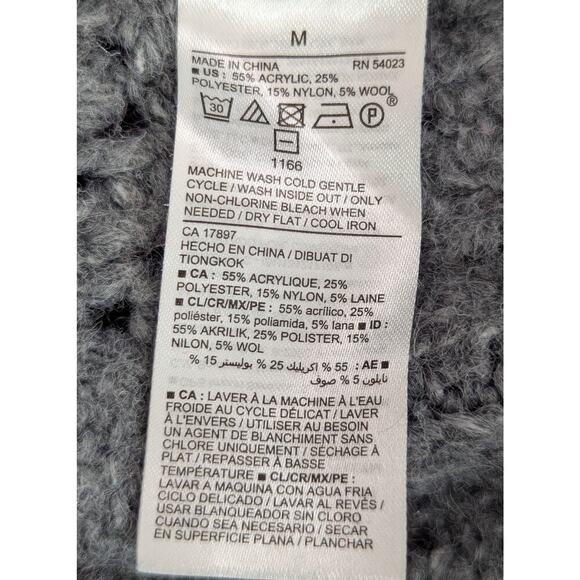 M
MADE IN CHINA RN 54023
■ US : 55% ACRYLIC, 25%
POLYESTER, 15% NYLON, 5% WOOL
30 P ®
1166
MACHINE WASH COLD GENTLE
CYCLE / WASH INSIDE OUT / ONLY
NON-CHLORINE BLEACH WHEN
NEEDED / DRY FLAT / COOL IRON
CA 17897
HECHO EN CHINA / DIBUAT DI
TIONGKOK
■ CA : 55% ACRYLIQUE, 25%
POLYESTER, 15% NYLON, 5% LAINE
■ CL/CR/MX/PE : 55% acrílico, 25%
poliéster, 15% poliamida, 5% lana ■ ID :
55% AKRILIK, 25% POLISTER, 15%
NILON, 5% WOL
■ AE : 55 % اكريليك 25 % بوليستر 15 %
نايلون 5 % صوف
■ CA : LAVER À LA MACHINE À L'EAU
FROIDE AU CYCLE DÉLICAT / LAVER
À L'ENVERS / UTILISER AU BESOIN
UN AGENT DE BLANCHIMENT SANS
CHLORE UNIQUEMENT / SÉCHAGE À
PLAT / REPASSER À BASSE
TEMPÉRATURE ■ CL/CR/MX/PE :
LAVAR A MAQUINA CON AGUA FRIA
CICLO DELICADO / LAVAR AL REVÉS /
USAR BLANQUEADOR SIN CLORO
CUANDO SEA NECESARIO / SECAR
EN SUPERFICIE PLANA / PLANCHAR